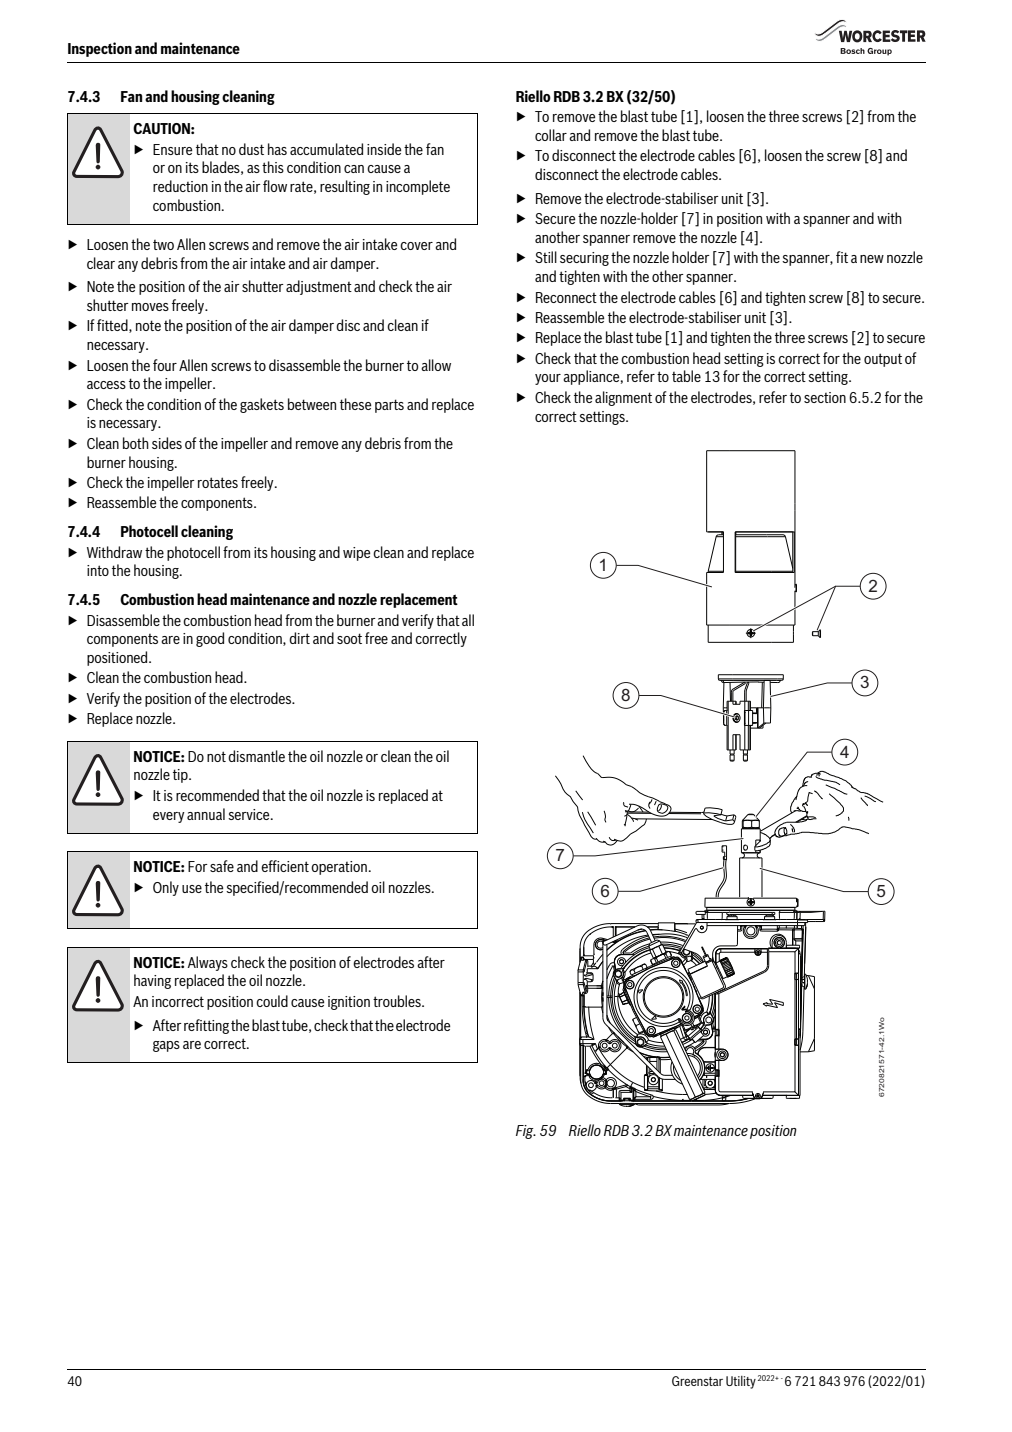 Inspection and maintenance
WORCESTER
Bosch Group
7.4.3 Fan and housing cleaning
CAUTION:
▶ Ensure that no dust has accumulated inside the fan
or on its blades, as this condition can cause a
reduction in the air flow rate, resulting in incomplete
combustion.
▶ Loosen the two Allen screws and remove the air intake cover and
clear any debris from the air intake and air damper.
▶ Note the position of the air shutter adjustment and check the air
shutter moves freely.
▶ If fitted, note the position of the air damper disc and clean if
necessary.
▶ Loosen the four Allen screws to disassemble the burner to allow
access to the impeller.
▶ Check the condition of the gaskets between these parts and replace
is necessary.
▶ Clean both sides of the impeller and remove any debris from the
burner housing.
▶ Check the impeller rotates freely.
▶ Reassemble the components.
7.4.4 Photocell cleaning
▶ Withdraw the photocell from its housing and wipe clean and replace
into the housing.
7.4.5 Combustion head maintenance and nozzle replacement
▶ Disassemble the combustion head from the burner and verify that all
components are in good condition, dirt and soot free and correctly
positioned.
▶ Clean the combustion head.
▶ Verify the position of the electrodes.
▶ Replace nozzle.
NOTICE: Do not dismantle the oil nozzle or clean the oil
nozzle tip.
▶ It is recommended that the oil nozzle is replaced at
every annual service.
NOTICE: For safe and efficient operation.
▶ Only use the specified/recommended oil nozzles.
NOTICE: Always check the position of electrodes after
having replaced the oil nozzle.
An incorrect position could cause ignition troubles.
▶ After refitting the blast tube, check that the electrode
gaps are correct.
Riello RDB 3.2 BX (32/50)
▶ To remove the blast tube [1], loosen the three screws [2] from the
collar and remove the blast tube.
▶ To disconnect the electrode cables [6], loosen the screw [8] and
disconnect the electrode cables.
▶ Remove the electrode-stabiliser unit [3].
▶ Secure the nozzle-holder [7] in position with a spanner and with
another spanner remove the nozzle [4].
▶ Still securing the nozzle holder [7] with the spanner, fit a new nozzle
and tighten with the other spanner.
▶ Reconnect the electrode cables [6] and tighten screw [8] to secure.
▶ Reassemble the electrode-stabiliser unit [3].
▶ Replace the blast tube [1] and tighten the three screws [2] to secure
▶ Check that the combustion head setting is correct for the output of
your appliance, refer to table 13 for the correct setting.
▶ Check the alignment of the electrodes, refer to section 6.5.2 for the
correct settings.
1
2
3
8
4
7
6
5
6720821571-42.1Wo
Fig. 59 Riello RDB 3.2 BX maintenance position
40
Greenstar Utility 2022+ - 6 721 843 976 (2022/01)